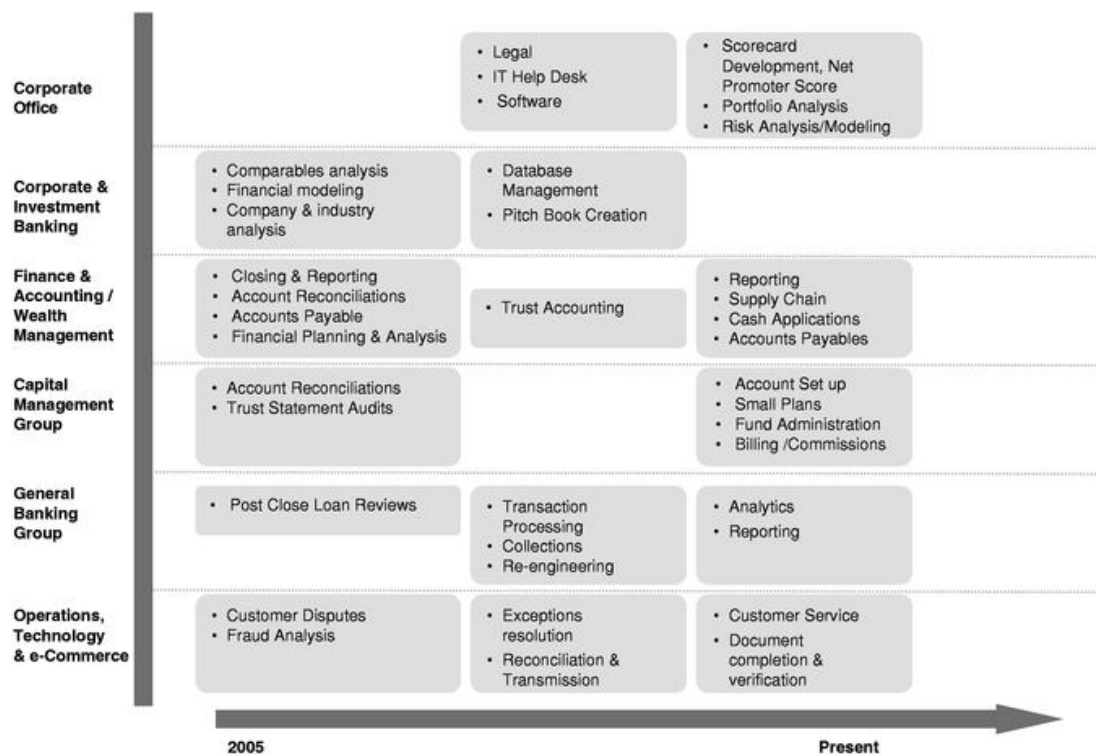 Corporate
Office
• Legal
• IT Help Desk
• Software
• Scorecard
Development, Net
Promoter Score
• Portfolio Analysis
• Risk Analysis/Modeling
Corporate &
Investment
Banking
• Comparables analysis
• Financial modeling
• Company & industry
analysis
• Database
Management
• Pitch Book Creation
Finance &
Accounting /
Wealth
Management
• Closing & Reporting
• Account Reconciliations
• Accounts Payable
• Financial Planning & Analysis
• Trust Accounting
• Reporting
• Supply Chain
• Cash Applications
• Accounts Payables
Capital
Management
Group
• Account Reconciliations
• Trust Statement Audits
• Account Set up
• Small Plans
• Fund Administration
• Billing /Commissions
General
Banking
Group
• Post Close Loan Reviews
• Transaction
Processing
• Collections
• Re-engineering
• Analytics
• Reporting
Operations,
Technology
& e-Commerce
• Customer Disputes
• Fraud Analysis
• Exceptions
resolution
• Reconciliation &
Transmission
• Customer Service
• Document
completion &
verification
2005
Present